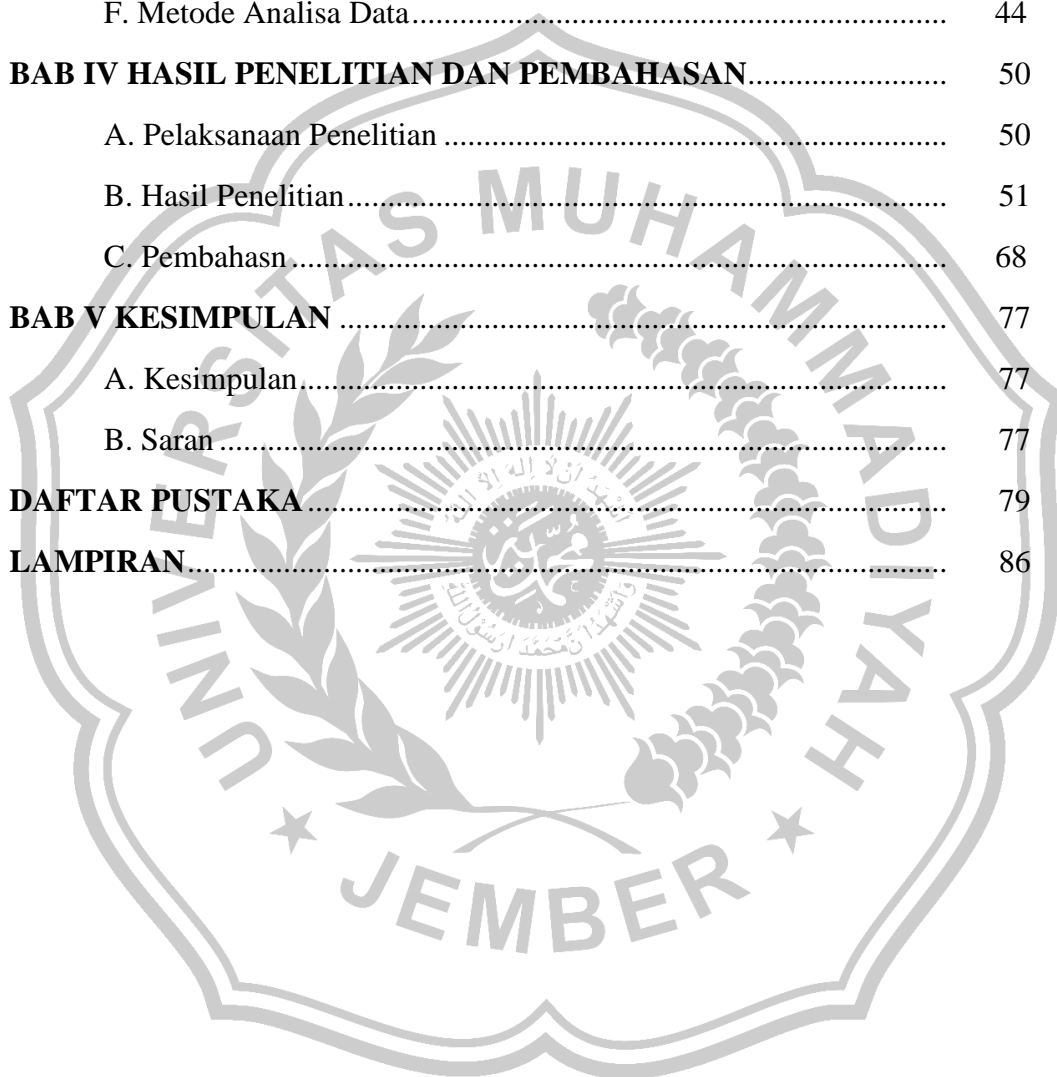 F. Metode Analisa Data.................................................................... 44
BAB IV HASIL PENELITIAN DAN PEMBAHASAN......................... 50
A. Pelaksanaan Penelitian ................................................................ 50
B. Hasil Penelitian............................................................................ 51
C. Pembahasn................................................................................... 68
BAB V KESIMPULAN ............................................................................. 77
A. Kesimpulan.................................................................................. 77
B. Saran ............................................................................................ 77
DAFTAR PUSTAKA................................................................................. 79
LAMPIRAN................................................................................................ 86
UNIVERSITAS MUHAMMADIYAH
JEMBER